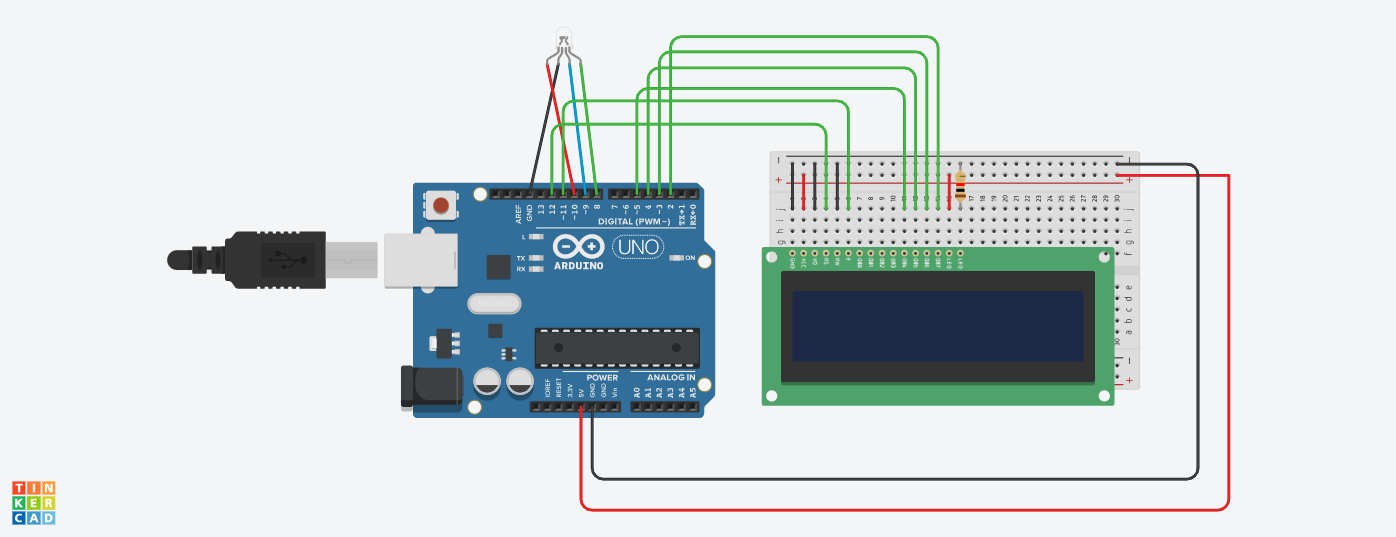 AREF
GND
13
12
~11
~10
~9
8
7
~6
~5
4
~3
2
TX→1
RX←0
DIGITAL (PWM~)
L
TX
RX
ARDUINO
UNO
ON
POWER
ANALOG IN
IOREF
RESET
3.3V
5V
GND
GND
Vin
A0
A1
A2
A3
A4
A5
- -
+ +
7
8
9
10
17
18
19
20
21
22
23
24
25
26
27
28
29
30
j j
i i
h h
g g
f
GND
VCC
V0
RS
RW
E
DB0
DB1
DB2
DB3
DB4
DB5
DB6
DB7
LED
LED
e
d
c
b
a
30
-
+
TIN
KER
CAD